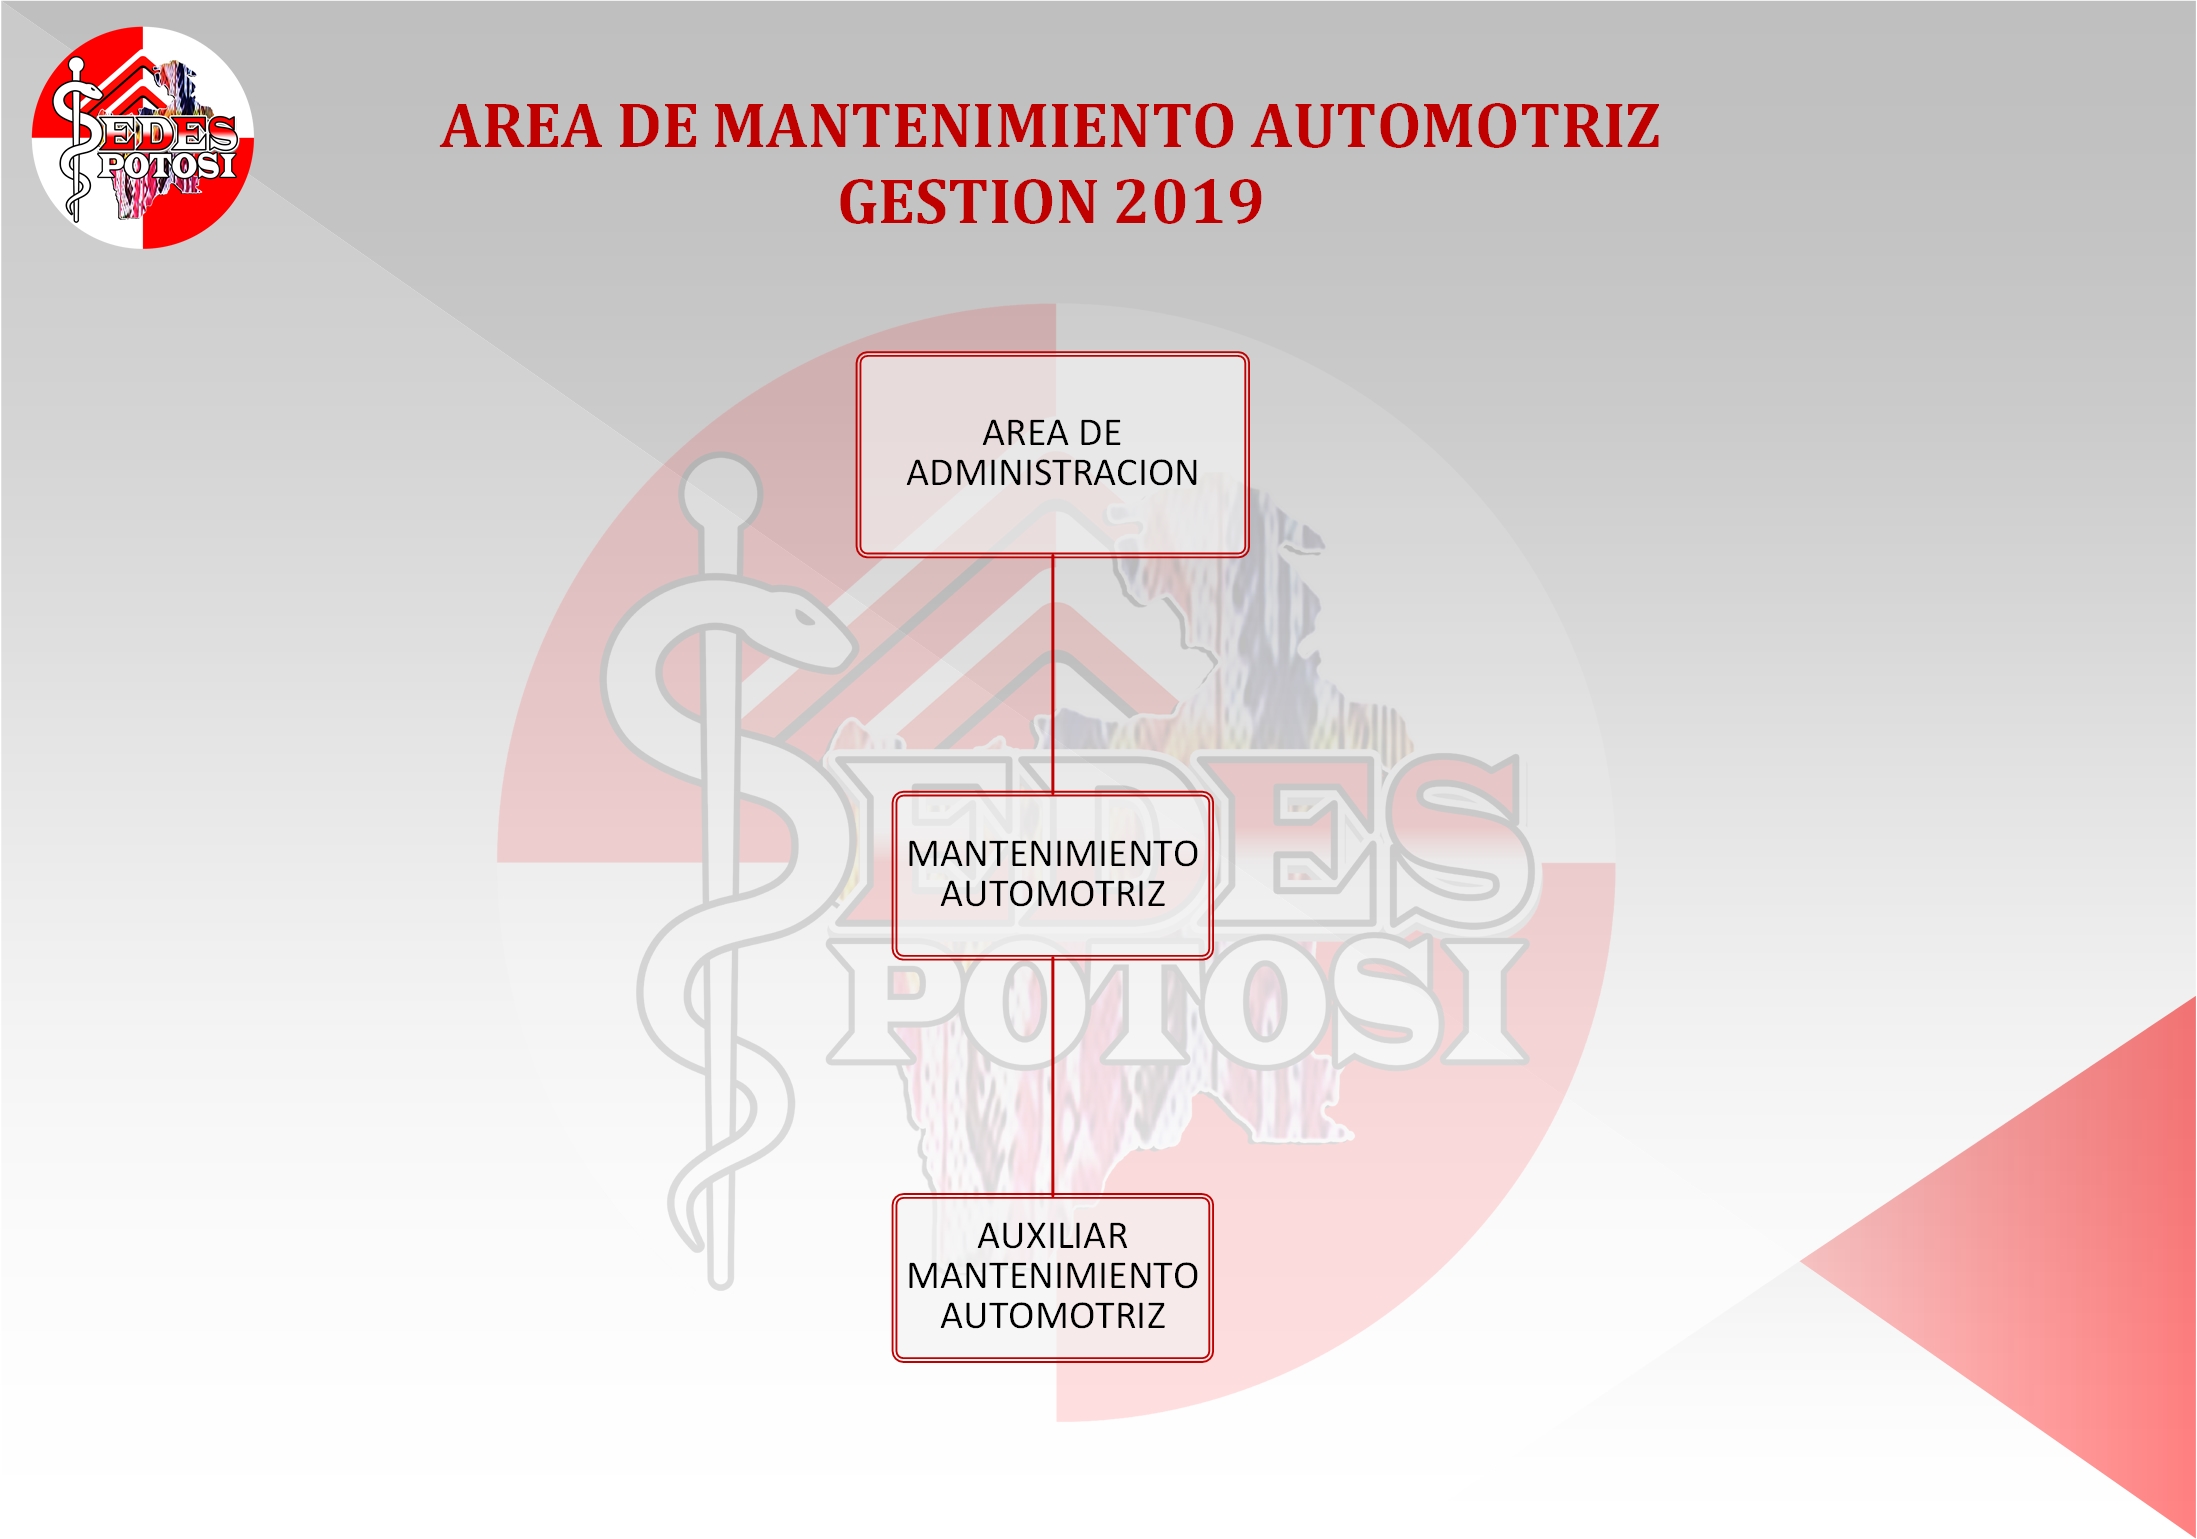 SEDES
POTOSI
AREA DE MANTENIMIENTO AUTOMOTRIZ
GESTION 2019
AREA DE
ADMINISTRACION
MANTENIMIENTO
AUTOMOTRIZ
AUXILIAR
MANTENIMIENTO
AUTOMOTRIZ
SEDES
POTOSI